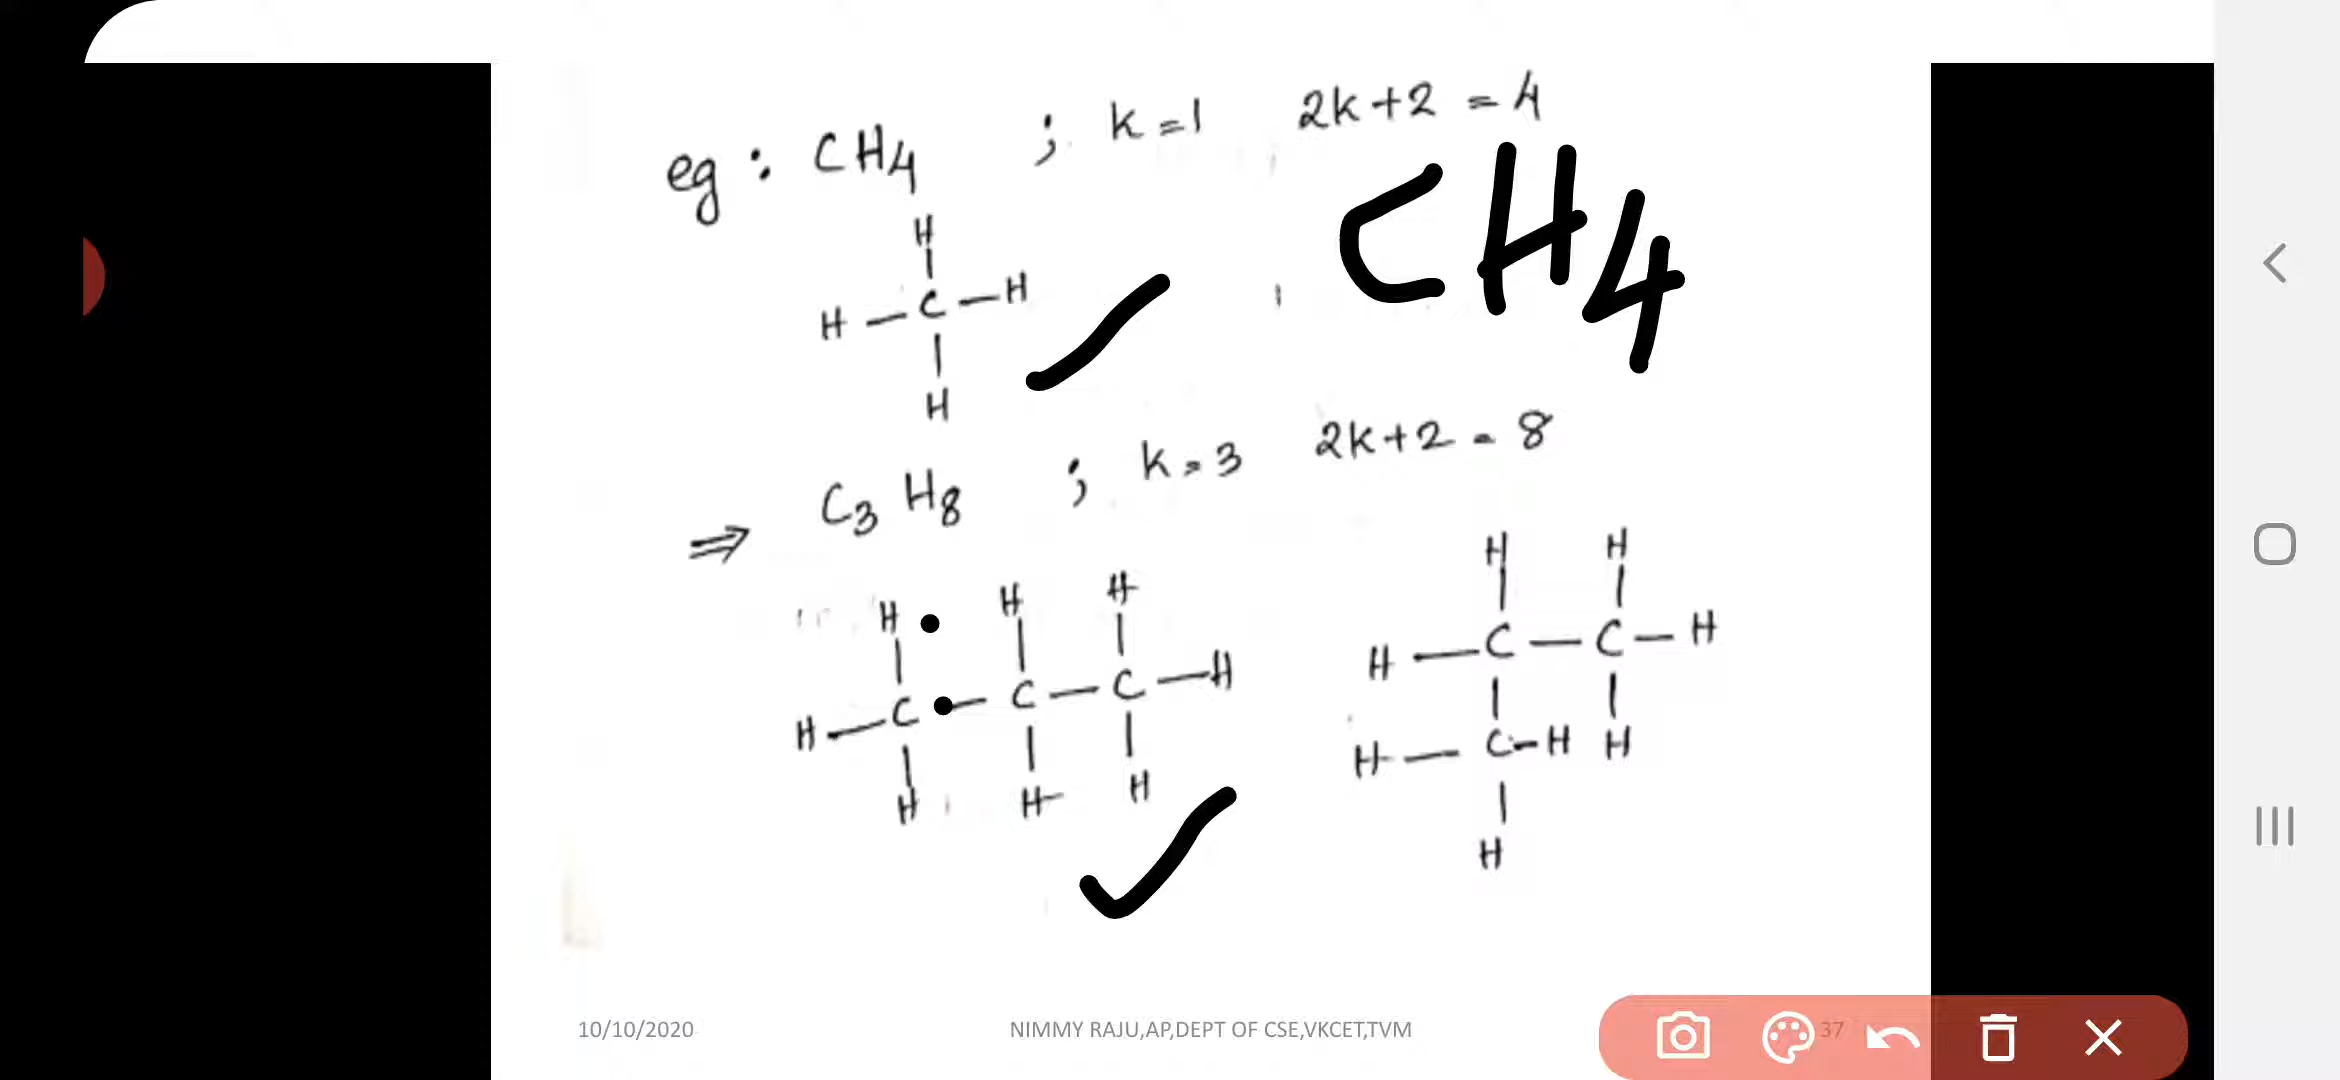 eg : CH4 ; k=1 2k+2 = 4
CH4
H
H — C — H
H
⇒ C3 H8 ; k=3 2k+2 = 8
H H H
H — C — C — C — H
H H H
H H
H — C — C — H
H — C — H H
H
10/10/2020 NIMMY RAJU,AP,DEPT OF CSE,VKCET,TVM 37